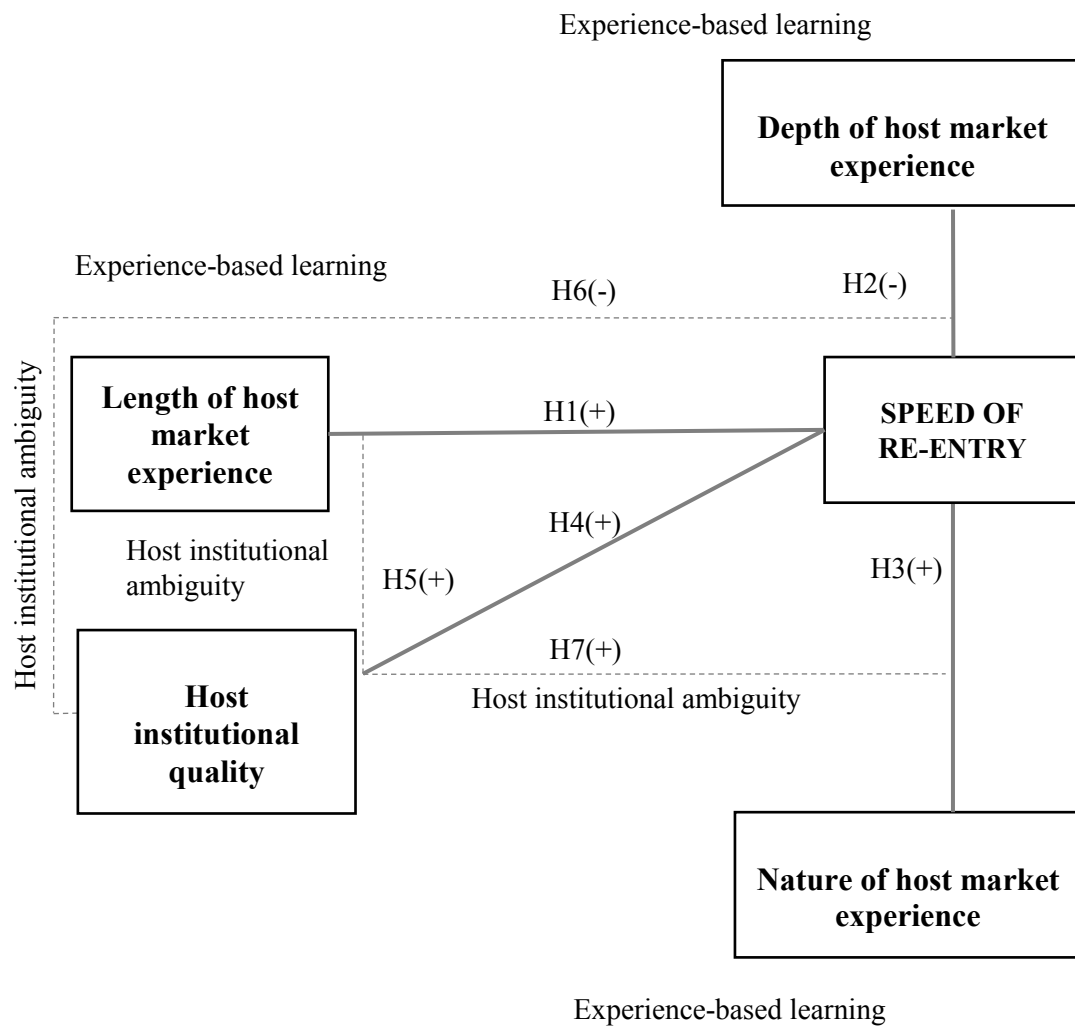 Experience-based learning
Depth of host market
experience
Experience-based learning
H6(-)
H2(-)
Host institutional ambiguity
Length of host
market
experience
H1(+)
SPEED OF
RE-ENTRY
H4(+)
Host institutional
ambiguity
H5(+)
H3(+)
H7(+)
Host institutional ambiguity
Host
institutional
quality
Nature of host market
experience
Experience-based learning